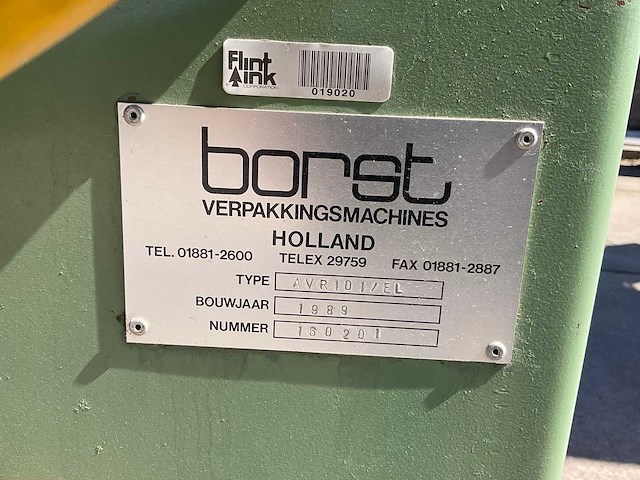 Flint
ink
CORPORATION
019020
borst
VERPAKKINGSMACHINES
HOLLAND
TEL. 01881-2600 TELEX 29759 FAX 01881-2887
TYPE AVR101/EL
BOUWJAAR 1989
NUMMER 180201